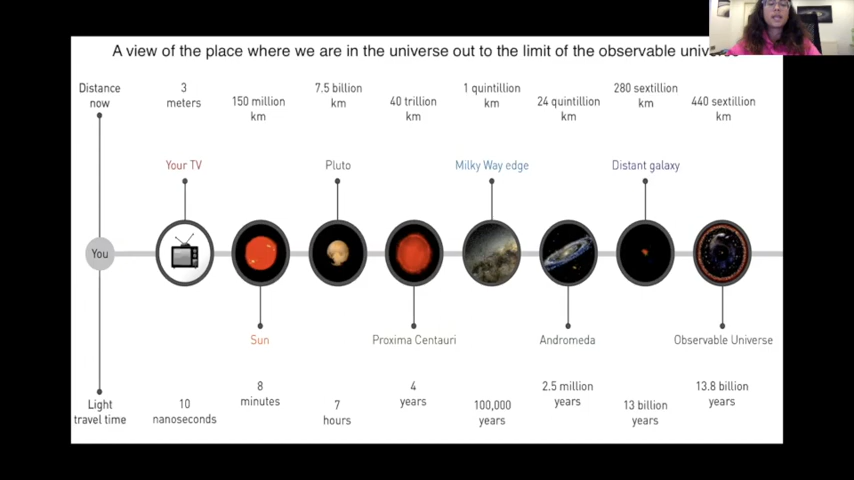 A view of the place where we are in the universe out to the limit of the observable
Distance
now
3
meters
150 million
km
7.5 billion
km
40 trillion
km
1 quintillion
km
24 quintillion
km
280 sextillion
km
440 sextillion
km
Your TV
Pluto
Milky Way edge
Distant galaxy
You
Sun
Proxima Centauri
Andromeda
Observable Universe
Light
travel time
10
nanoseconds
8
minutes
7
hours
4
years
100,000
years
2.5 million
years
13 billion
years
13.8 billion
years